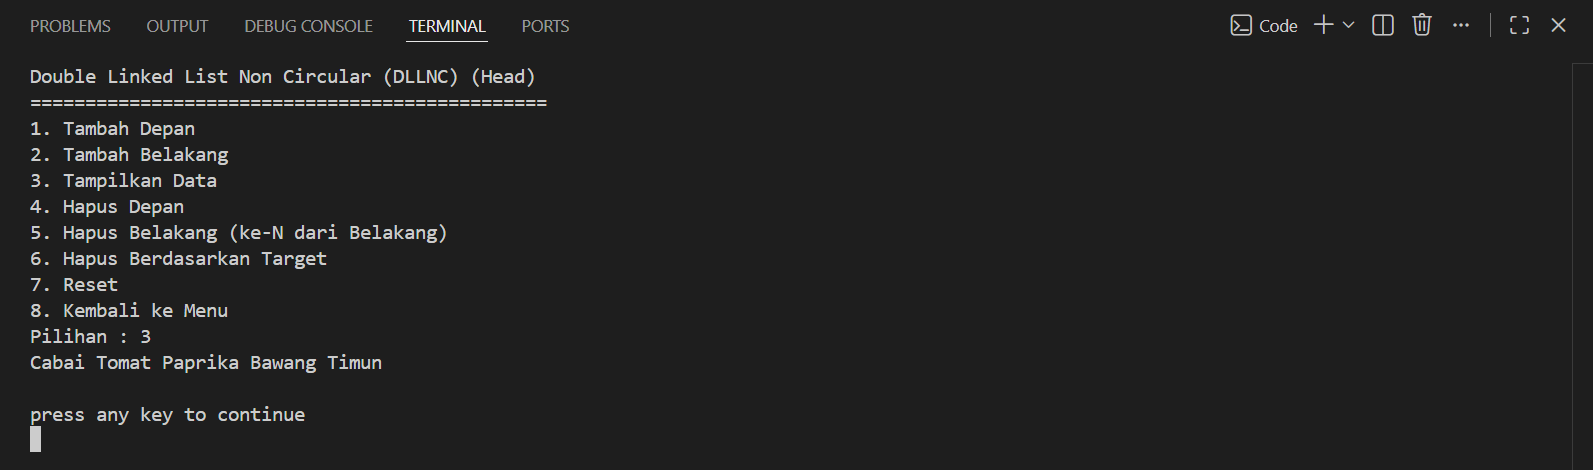 PROBLEMS OUTPUT DEBUG CONSOLE TERMINAL PORTS Code
Double Linked List Non Circular (DLLNC) (Head)
===============================================
1. Tambah Depan
2. Tambah Belakang
3. Tampilkan Data
4. Hapus Depan
5. Hapus Belakang (ke-N dari Belakang)
6. Hapus Berdasarkan Target
7. Reset
8. Kembali ke Menu
Pilihan : 3
Cabai Tomat Paprika Bawang Timun
press any key to continue